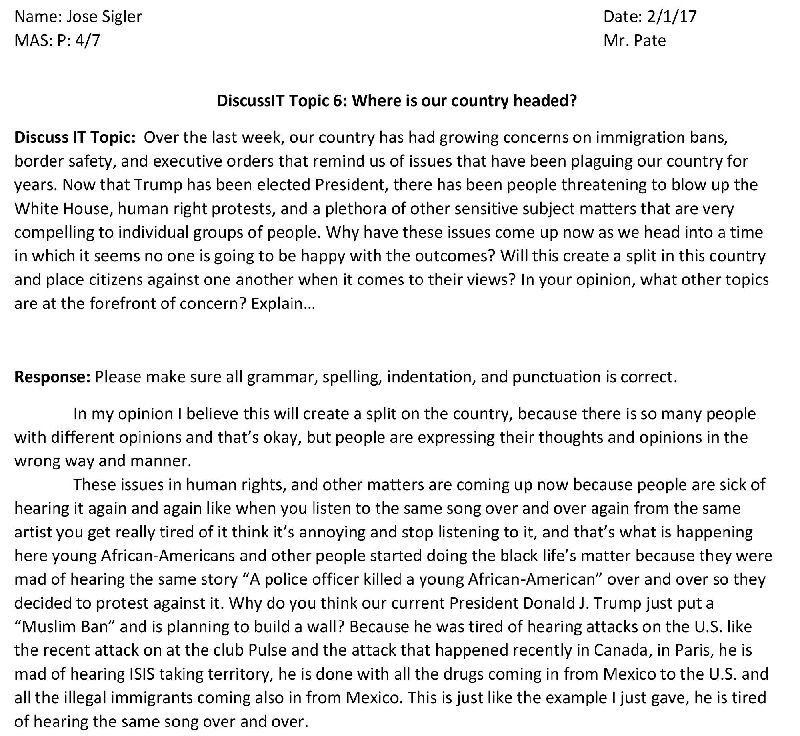 Name: Jose Sigler
Date: 2/1/17
MAS: P: 4/7
Mr. Pate
DiscussIT Topic 6: Where is our country headed?
Discuss IT Topic: Over the last week, our country has had growing concerns on immigration bans,
border safety, and executive orders that remind us of issues that have been plaguing our country for
years. Now that Trump has been elected President, there has been people threatening to blow up the
White House, human right protests, and a plethora of other sensitive subject matters that are very
compelling to individual groups of people. Why have these issues come up now as we head into a time
in which it seems no one is going to be happy with the outcomes? Will this create a split in this country
and place citizens against one another when it comes to their views? In your opinion, what other topics
are at the forefront of concern? Explain...
Response: Please make sure all grammar, spelling, indentation, and punctuation is correct.
In my opinion I believe this will create a split on the country, because there is so many people
with different opinions and that's okay, but people are expressing their thoughts and opinions in the
wrong way and manner.
These issues in human rights, and other matters are coming up now because people are sick of
hearing it again and again like when you listen to the same song over and over again from the same
artist you get really tired of it think it's annoying and stop listening to it, and that's what is happening
here young African-Americans and other people started doing the black life's matter because they were
mad of hearing the same story “A police officer killed a young African-American” over and over so they
decided to protest against it. Why do you think our current President Donald J. Trump just put a
“Muslim Ban” and is planning to build a wall? Because he was tired of hearing attacks on the U.S. like
the recent attack on at the club Pulse and the attack that happened recently in Canada, in Paris, he is
mad of hearing ISIS taking territory, he is done with all the drugs coming in from Mexico to the U.S. and
all the illegal immigrants coming also in from Mexico. This is just like the example I just gave, he is tired
of hearing the same song over and over.